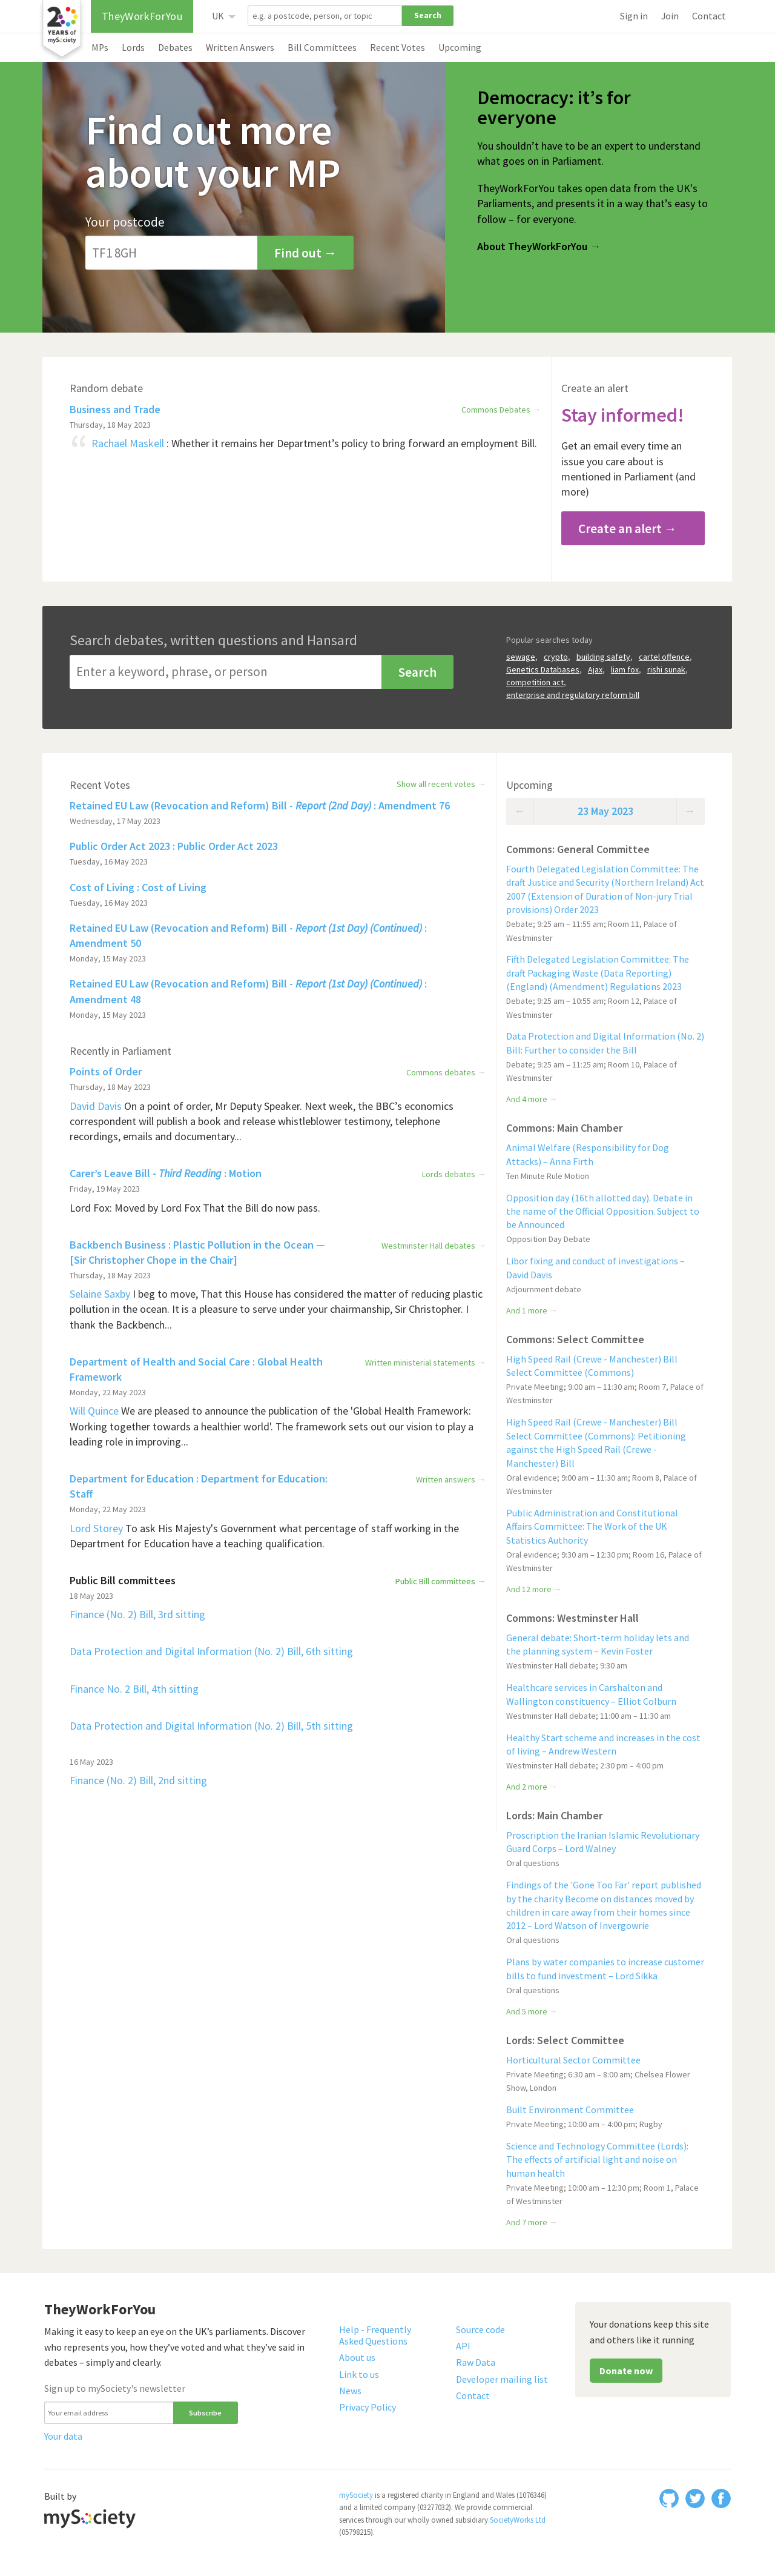 20
YEARS of
mySociety
TheyWorkForYou
UK
e.g. a postcode, person, or topic
Search
Sign in Join Contact
MPs Lords Debates Written Answers Bill Committees Recent Votes Upcoming
Find out more
about your MP
Your postcode
TF1 8GH
Find out →
Democracy: it’s for
everyone
You shouldn’t have to be an expert to understand
what goes on in Parliament.
TheyWorkForYou takes open data from the UK's
Parliaments, and presents it in a way that’s easy to
follow – for everyone.
About TheyWorkForYou →
Random debate
Business and Trade
Commons Debates →
Thursday, 18 May 2023
“ Rachael Maskell : Whether it remains her Department’s policy to bring forward an employment Bill.
Create an alert
Stay informed!
Get an email every time an
issue you care about is
mentioned in Parliament (and
more)
Create an alert →
Search debates, written questions and Hansard
Enter a keyword, phrase, or person
Search
Popular searches today
sewage, crypto, building safety, cartel offence,
Genetics Databases, Ajax, liam fox, rishi sunak,
competition act,
enterprise and regulatory reform bill
Recent Votes
Show all recent votes →
Retained EU Law (Revocation and Reform) Bill - Report (2nd Day) : Amendment 76
Wednesday, 17 May 2023
Public Order Act 2023 : Public Order Act 2023
Tuesday, 16 May 2023
Cost of Living : Cost of Living
Tuesday, 16 May 2023
Retained EU Law (Revocation and Reform) Bill - Report (1st Day) (Continued) :
Amendment 50
Monday, 15 May 2023
Retained EU Law (Revocation and Reform) Bill - Report (1st Day) (Continued) :
Amendment 48
Monday, 15 May 2023
Recently in Parliament
Points of Order
Commons debates →
Thursday, 18 May 2023
David Davis On a point of order, Mr Deputy Speaker. Next week, the BBC’s economics
correspondent will publish a book and release whistleblower testimony, telephone
recordings, emails and documentary...
Carer’s Leave Bill - Third Reading : Motion
Lords debates →
Friday, 19 May 2023
Lord Fox: Moved by Lord Fox That the Bill do now pass.
Backbench Business : Plastic Pollution in the Ocean —
[Sir Christopher Chope in the Chair]
Westminster Hall debates →
Thursday, 18 May 2023
Selaine Saxby I beg to move, That this House has considered the matter of reducing plastic
pollution in the ocean. It is a pleasure to serve under your chairmanship, Sir Christopher. I
thank the Backbench...
Department of Health and Social Care : Global Health
Framework
Written ministerial statements →
Monday, 22 May 2023
Will Quince We are pleased to announce the publication of the 'Global Health Framework:
Working together towards a healthier world'. The framework sets out our vision to play a
leading role in improving...
Department for Education : Department for Education:
Staff
Written answers →
Monday, 22 May 2023
Lord Storey To ask His Majesty's Government what percentage of staff working in the
Department for Education have a teaching qualification.
Public Bill committees
Public Bill committees →
18 May 2023
Finance (No. 2) Bill, 3rd sitting
Data Protection and Digital Information (No. 2) Bill, 6th sitting
Finance No. 2 Bill, 4th sitting
Data Protection and Digital Information (No. 2) Bill, 5th sitting
16 May 2023
Finance (No. 2) Bill, 2nd sitting
Upcoming
← 23 May 2023 →
Commons: General Committee
Fourth Delegated Legislation Committee: The
draft Justice and Security (Northern Ireland) Act
2007 (Extension of Duration of Non-jury Trial
provisions) Order 2023
Debate; 9:25 am – 11:55 am; Room 11, Palace of
Westminster
Fifth Delegated Legislation Committee: The
draft Packaging Waste (Data Reporting)
(England) (Amendment) Regulations 2023
Debate; 9:25 am – 10:55 am; Room 12, Palace of
Westminster
Data Protection and Digital Information (No. 2)
Bill: Further to consider the Bill
Debate; 9:25 am – 11:25 am; Room 10, Palace of
Westminster
And 4 more →
Commons: Main Chamber
Animal Welfare (Responsibility for Dog
Attacks) – Anna Firth
Ten Minute Rule Motion
Opposition day (16th allotted day). Debate in
the name of the Official Opposition. Subject to
be Announced
Opposition Day Debate
Libor fixing and conduct of investigations –
David Davis
Adjournment debate
And 1 more →
Commons: Select Committee
High Speed Rail (Crewe - Manchester) Bill
Select Committee (Commons)
Private Meeting; 9:00 am – 11:30 am; Room 7, Palace of
Westminster
High Speed Rail (Crewe - Manchester) Bill
Select Committee (Commons): Petitioning
against the High Speed Rail (Crewe -
Manchester) Bill
Oral evidence; 9:00 am – 11:30 am; Room 8, Palace of
Westminster
Public Administration and Constitutional
Affairs Committee: The Work of the UK
Statistics Authority
Oral evidence; 9:30 am – 12:30 pm; Room 16, Palace of
Westminster
And 12 more →
Commons: Westminster Hall
General debate: Short-term holiday lets and
the planning system – Kevin Foster
Westminster Hall debate; 9:30 am
Healthcare services in Carshalton and
Wallington constituency – Elliot Colburn
Westminster Hall debate; 11:00 am – 11:30 am
Healthy Start scheme and increases in the cost
of living – Andrew Western
Westminster Hall debate; 2:30 pm – 4:00 pm
And 2 more →
Lords: Main Chamber
Proscription the Iranian Islamic Revolutionary
Guard Corps – Lord Walney
Oral questions
Findings of the 'Gone Too Far' report published
by the charity Become on distances moved by
children in care away from their homes since
2012 – Lord Watson of Invergowrie
Oral questions
Plans by water companies to increase customer
bills to fund investment – Lord Sikka
Oral questions
And 5 more →
Lords: Select Committee
Horticultural Sector Committee
Private Meeting; 6:30 am – 8:00 am; Chelsea Flower
Show, London
Built Environment Committee
Private Meeting; 10:00 am – 4:00 pm; Rugby
Science and Technology Committee (Lords):
The effects of artificial light and noise on
human health
Private Meeting; 10:00 am – 12:30 pm; Room 1, Palace
of Westminster
And 7 more →
TheyWorkForYou
Making it easy to keep an eye on the UK’s parliaments. Discover
who represents you, how they’ve voted and what they’ve said in
debates – simply and clearly.
Sign up to mySociety's newsletter
Your email address
Subscribe
Your data
Help - Frequently
Asked Questions
About us
Link to us
News
Privacy Policy
Source code
API
Raw Data
Developer mailing list
Contact
Your donations keep this site
and others like it running
Donate now
Built by
mySociety
mySociety is a registered charity in England and Wales (1076346)
and a limited company (03277032). We provide commercial
services through our wholly owned subsidiary SocietyWorks Ltd
(05798215).